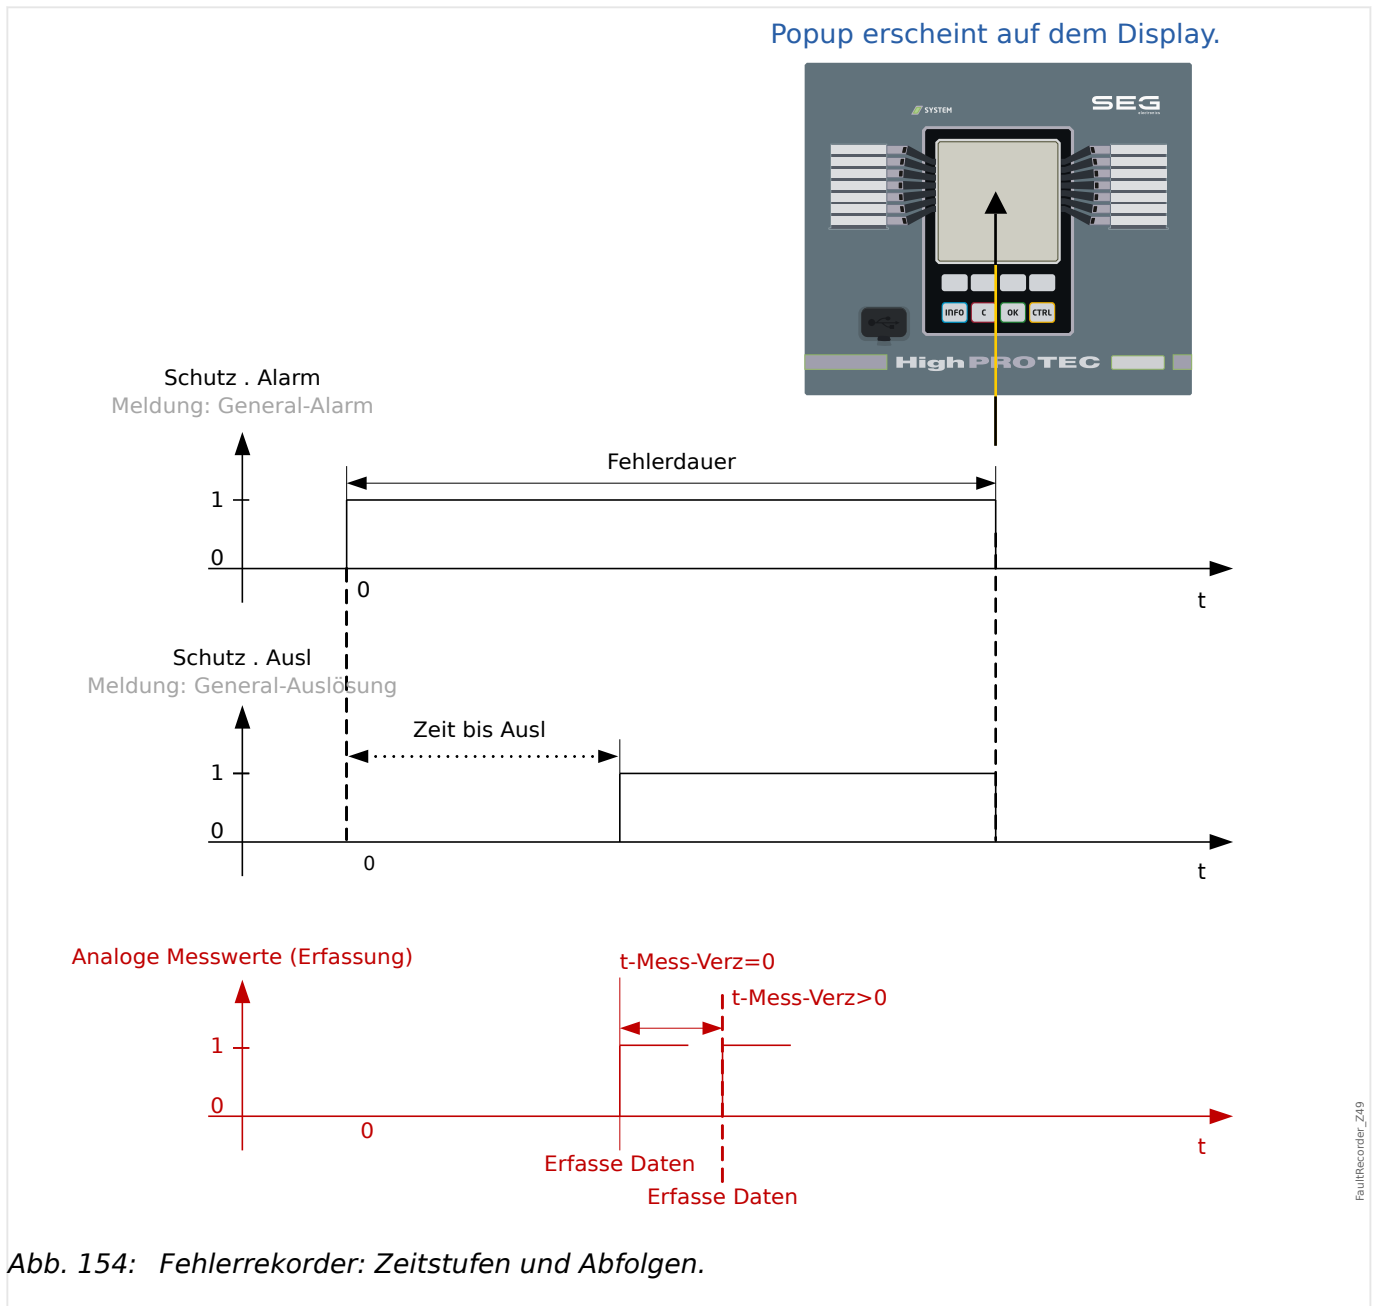 Popup erscheint auf dem Display.
SYSTEM
SEG
electronics
INFO
C
OK
CTRL
HighPROTEC
Schutz . Alarm
Meldung: General-Alarm
Fehlerdauer
1
0
0
t
Schutz . Ausl
Meldung: General-Auslösung
Zeit bis Ausl
1
0
0
t
Analoge Messwerte (Erfassung)
t-Mess-Verz=0
t-Mess-Verz>0
1
0
0
t
Erfasse Daten
Erfasse Daten
FaultRecorder_Z49
Abb. 154: Fehlerrekorder: Zeitstufen und Abfolgen.